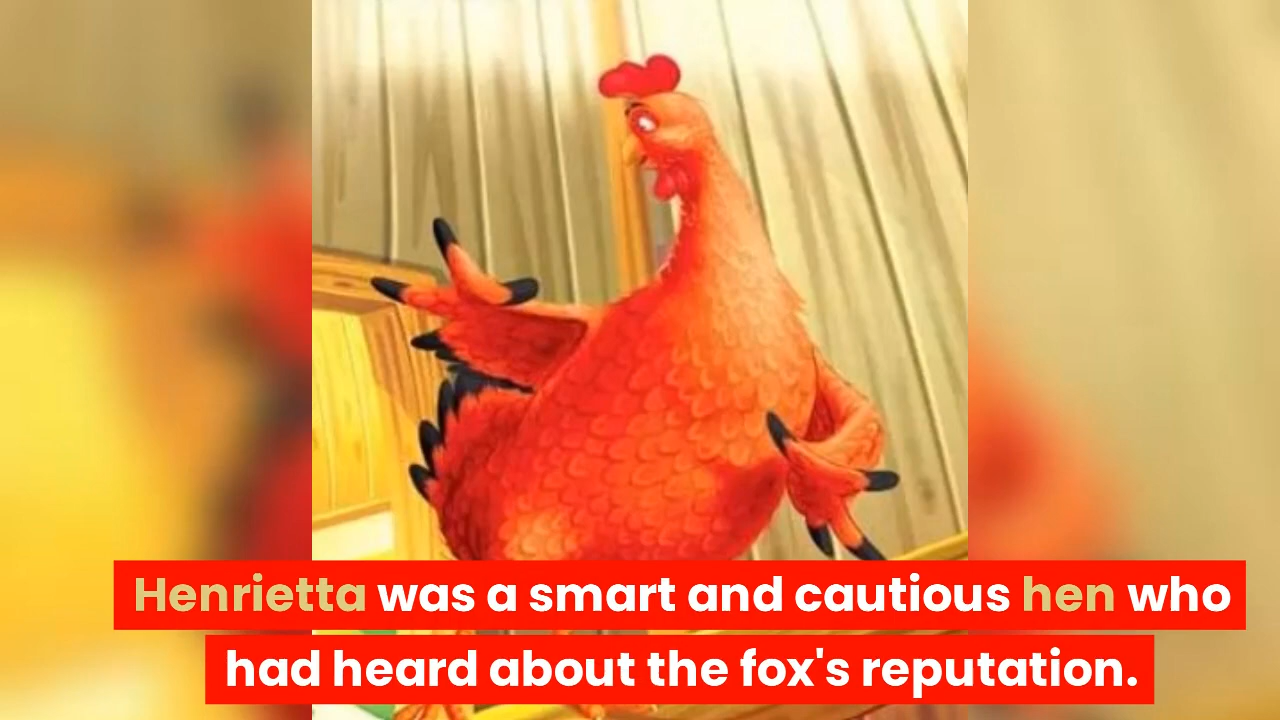 Henrietta was a smart and cautious hen who
had heard about the fox's reputation.